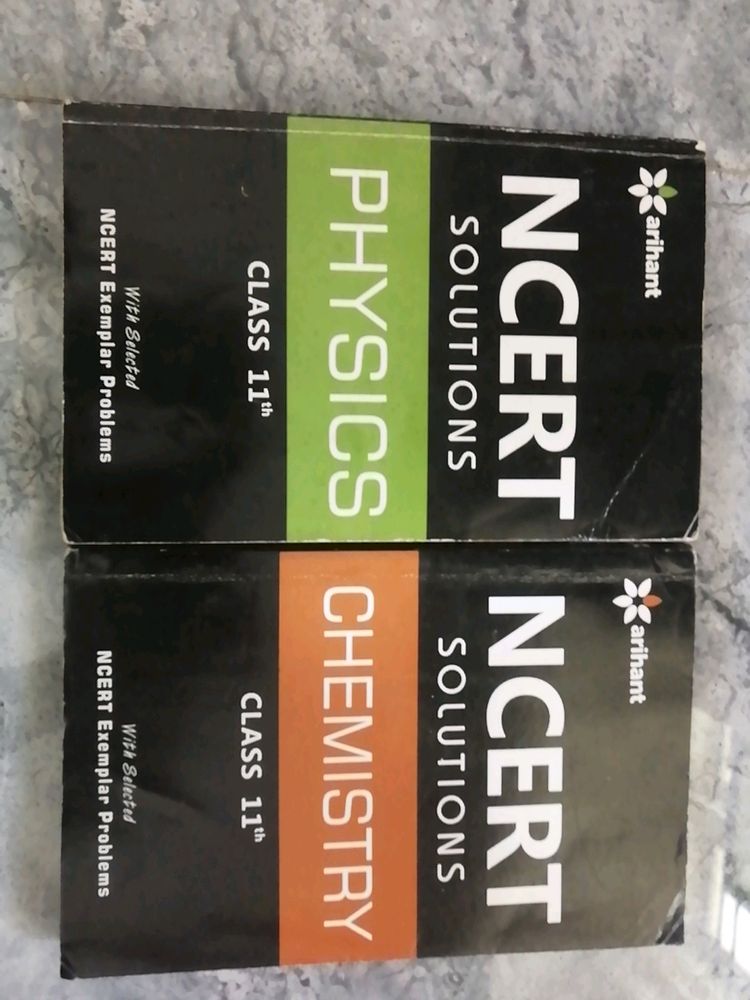 arihant
NCERT
SOLUTIONS
PHYSICS
CLASS 11th
With Selected
NCERT Exemplar Problems
arihant
NCERT
SOLUTIONS
CHEMISTRY
CLASS 11th
With Selected
NCERT Exemplar Problems